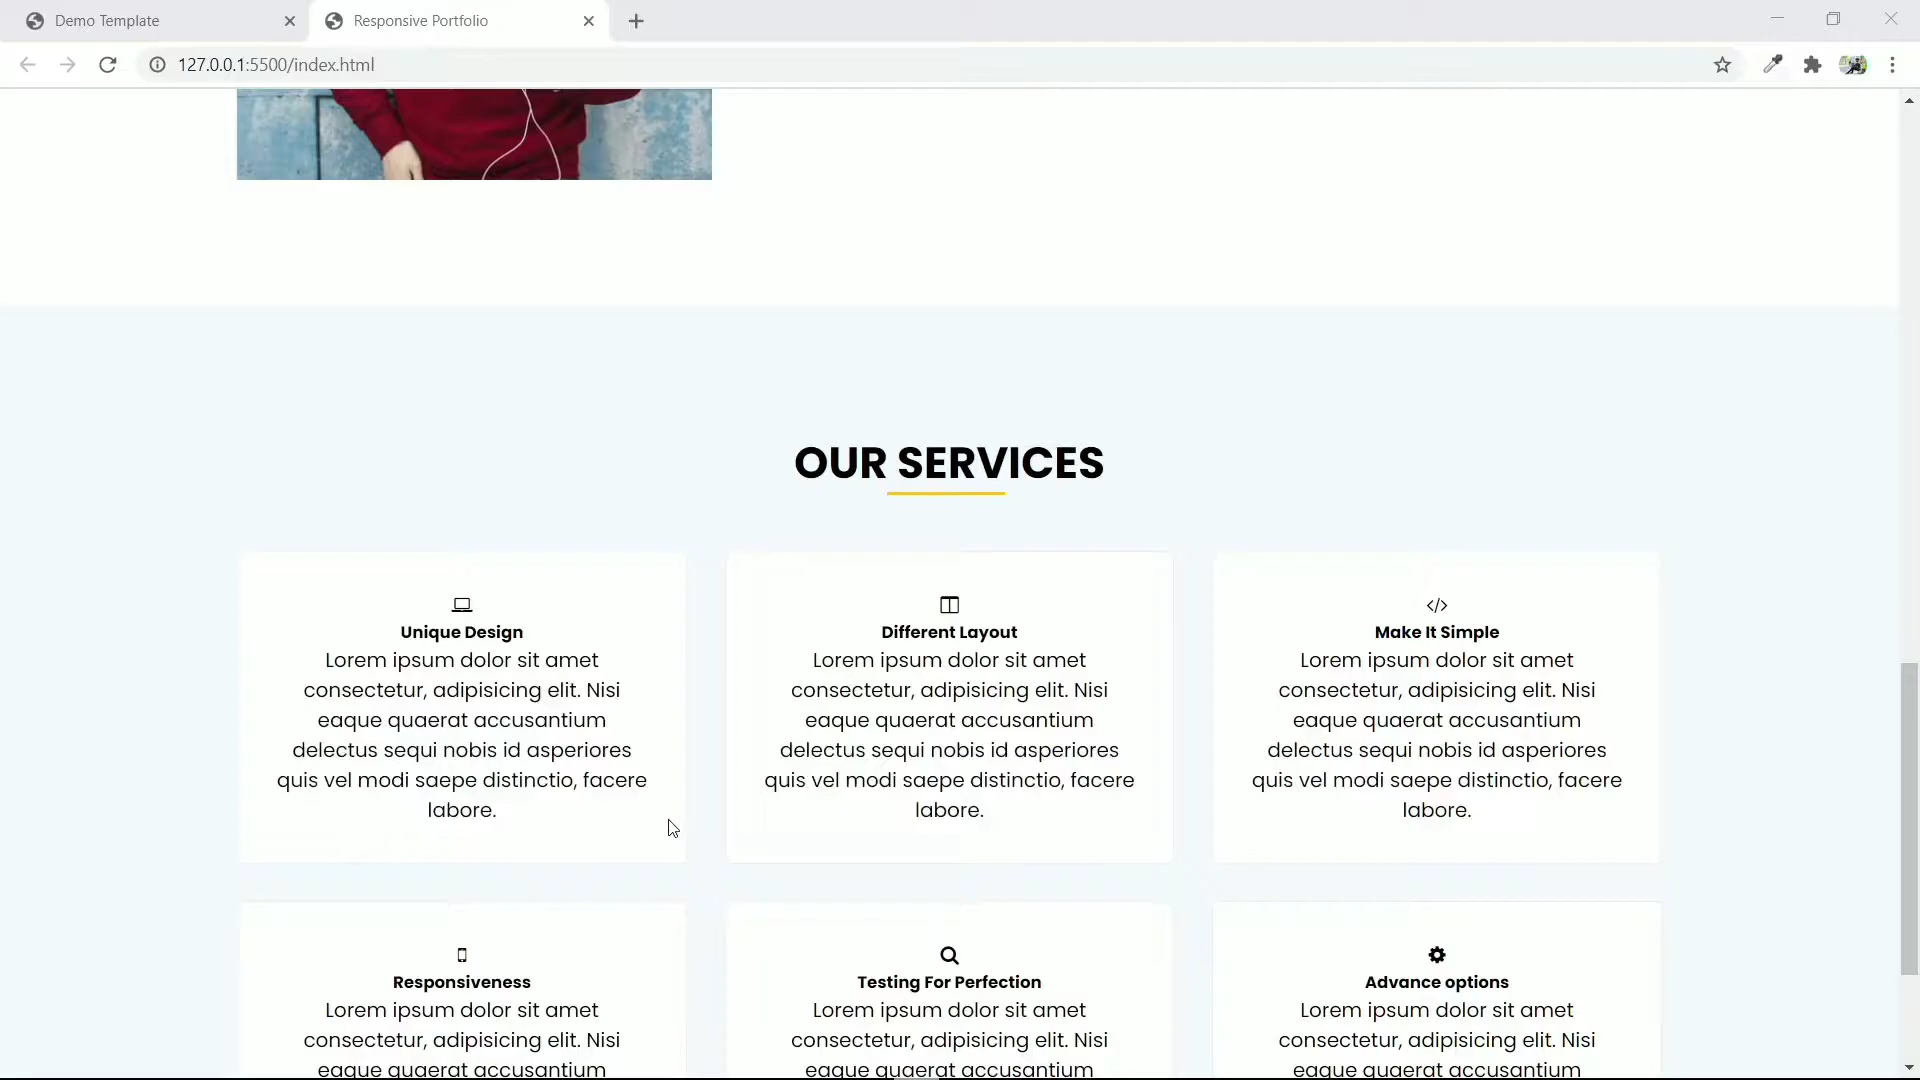 Demo Template
Responsive Portfolio
127.0.0.1:5500/index.html
OUR SERVICES
Unique Design
Lorem ipsum dolor sit amet
consectetur, adipisicing elit. Nisi
eaque quaerat accusantium
delectus sequi nobis id asperiores
quis vel modi saepe distinctio, facere
labore.
Different Layout
Lorem ipsum dolor sit amet
consectetur, adipisicing elit. Nisi
eaque quaerat accusantium
delectus sequi nobis id asperiores
quis vel modi saepe distinctio, facere
labore.
Make It Simple
Lorem ipsum dolor sit amet
consectetur, adipisicing elit. Nisi
eaque quaerat accusantium
delectus sequi nobis id asperiores
quis vel modi saepe distinctio, facere
labore.
Responsiveness
Lorem ipsum dolor sit amet
consectetur, adipisicing elit. Nisi
eaque quaerat accusantium
Testing For Perfection
Lorem ipsum dolor sit amet
consectetur, adipisicing elit. Nisi
eaque quaerat accusantium
Advance options
Lorem ipsum dolor sit amet
consectetur, adipisicing elit. Nisi
eaque quaerat accusantium